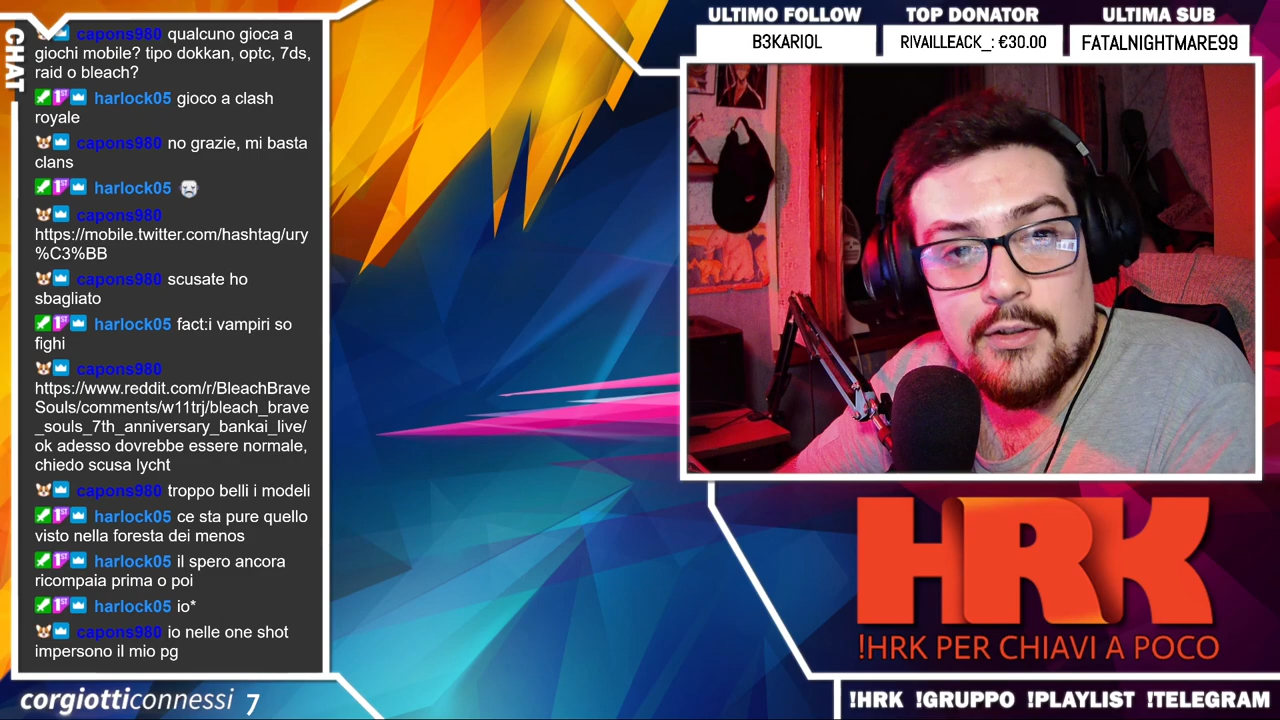 ULTIMO FOLLOW
TOP DONATOR
ULTIMA SUB
B3KARIOL
RIVAILLEACK_: €30.00
FATALNIGHTMARE99
CHAT
capons980 qualcuno gioca a
giochi mobile? tipo dokkan, optc, 7ds,
raid o bleach?
harlock05 gioco a clash
royale
capons980 no grazie, mi basta
clans
harlock05
capons980
https://mobile.twitter.com/hashtag/ury
%C3%BB
capons980 scusate ho
sbagliato
harlock05 fact:i vampiri so
fighi
capons980
https://www.reddit.com/r/BleachBrave
Souls/comments/w11trj/bleach_brave
_souls_7th_anniversary_bankai_live/
ok adesso dovrebbe essere normale,
chiedo scusa lycht
capons980 troppo belli i modeli
harlock05 ce sta pure quello
visto nella foresta dei menos
harlock05 il spero ancora
ricompaia prima o poi
harlock05 io*
capons980 io nelle one shot
impersono il mio pg
HRK
!HRK PER CHIAVI A POCO
corgiotticonnessi 7
!HRK !GRUPPO !PLAYLIST !TELEGRAM